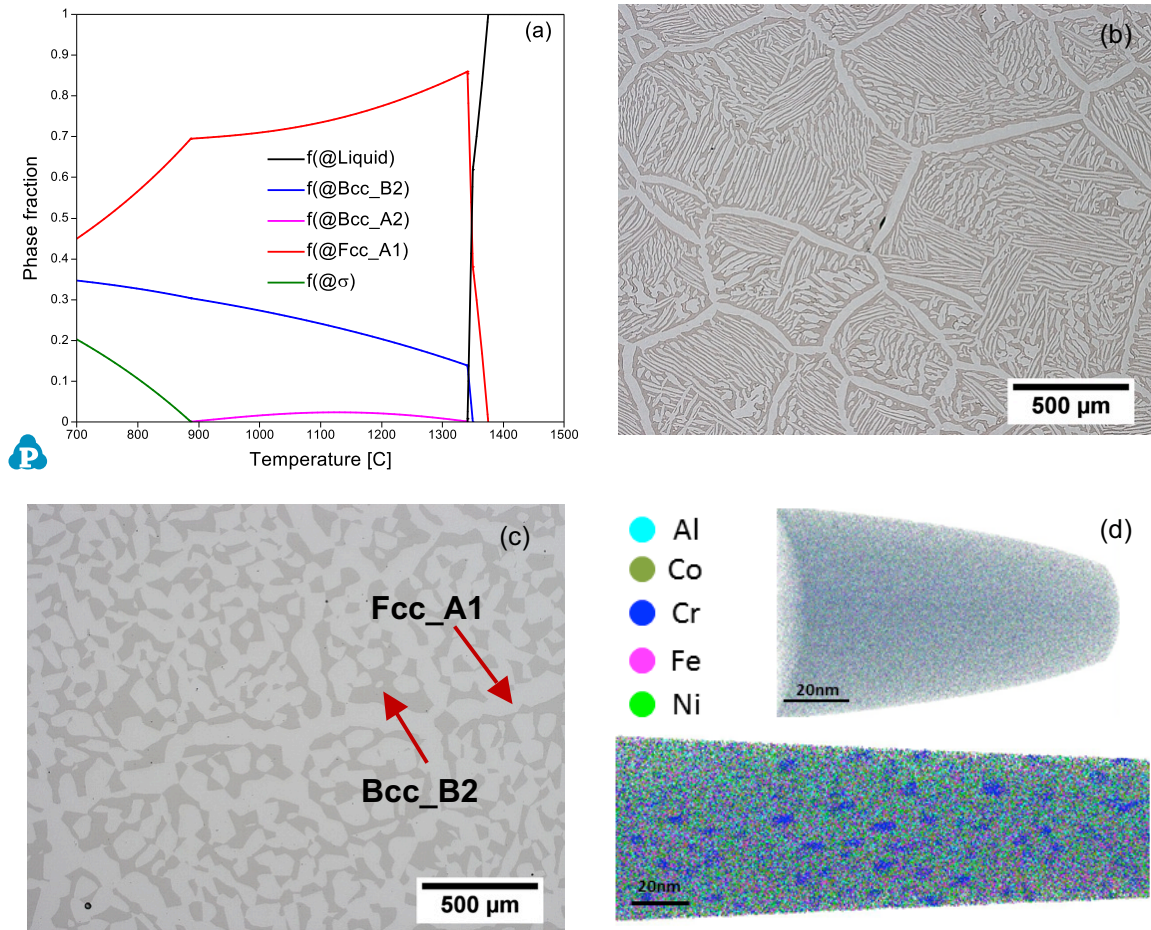 (a)
1
0.9
0.8
0.7
0.6
0.5
0.4
0.3
0.2
0.1
0
Phase fraction
f(@Liquid)
f(@Bcc_B2)
f(@Bcc_A2)
f(@Fcc_A1)
f(@σ)
700 800 900 1000 1100 1200 1300 1400 1500
Temperature [C]
P
(b)
500 µm
(c)
Fcc_A1
Bcc_B2
500 µm
(d)
Al
Co
Cr
Fe
Ni
20nm
20nm